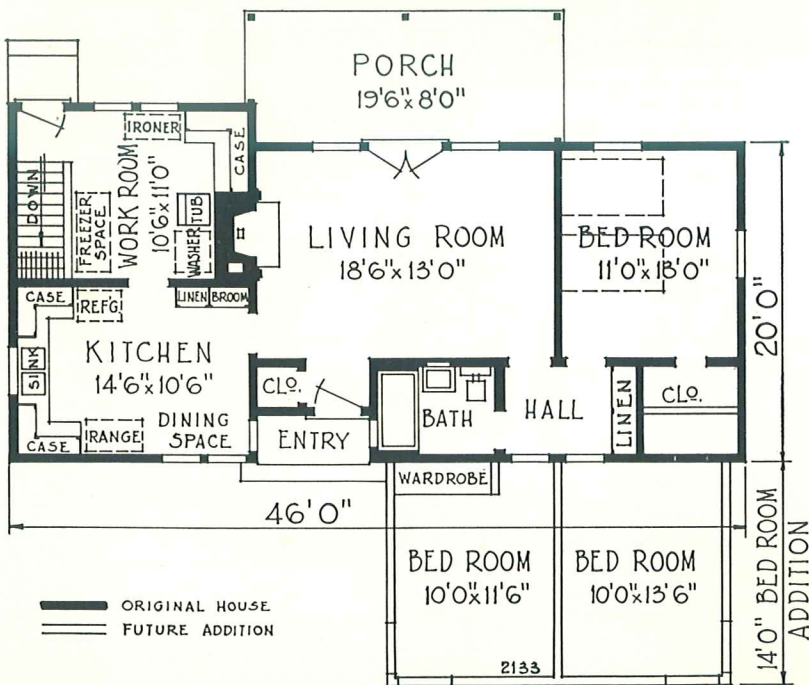 PORCH
19'6"x8'0"
IRONER
CASE
DOWN
FREEZER
SPACE
WORK ROOM
10'6"x11'0"
WASHER
TUB
LIVING ROOM
18'6"x13'0"
BED ROOM
11'0"x13'0"
20'0"
CASE
REFG
LINEN
BROOM
KITCHEN
14'6"x10'6"
SINK
CASE
RANGE
DINING
SPACE
CLO.
ENTRY
BATH
HALL
LINEN
CLO.
46'0"
WARDROBE
BED ROOM
10'0"x11'6"
BED ROOM
10'0"x13'6"
14'0" BED ROOM
ADDITION
ORIGINAL HOUSE
FUTURE ADDITION
2133